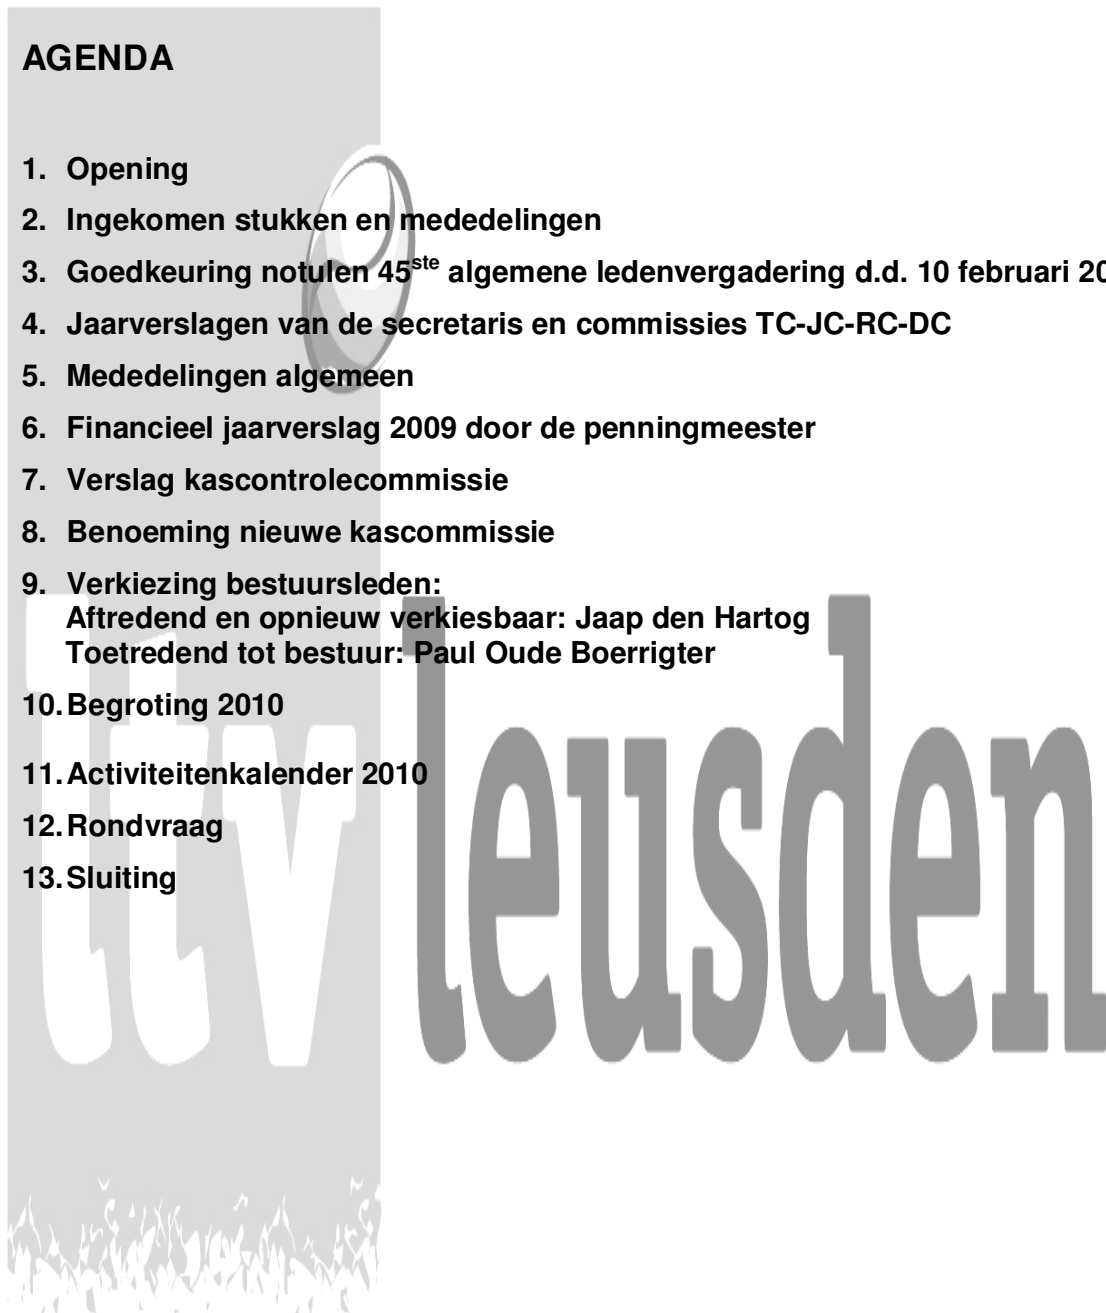 AGENDA
1. Opening
2. Ingekomen stukken en mededelingen
3. Goedkeuring notulen 45ste algemene ledenvergadering d.d. 10 februari 20
4. Jaarverslagen van de secretaris en commissies TC-JC-RC-DC
5. Mededelingen algemeen
6. Financieel jaarverslag 2009 door de penningmeester
7. Verslag kascontrolecommissie
8. Benoeming nieuwe kascommissie
9. Verkiezing bestuursleden:
Aftredend en opnieuw verkiesbaar: Jaap den Hartog
Toetredend tot bestuur: Paul Oude Boerrigter
10. Begroting 2010
11. Activiteitenkalender 2010
12. Rondvraag
13. Sluiting
ltv leusden